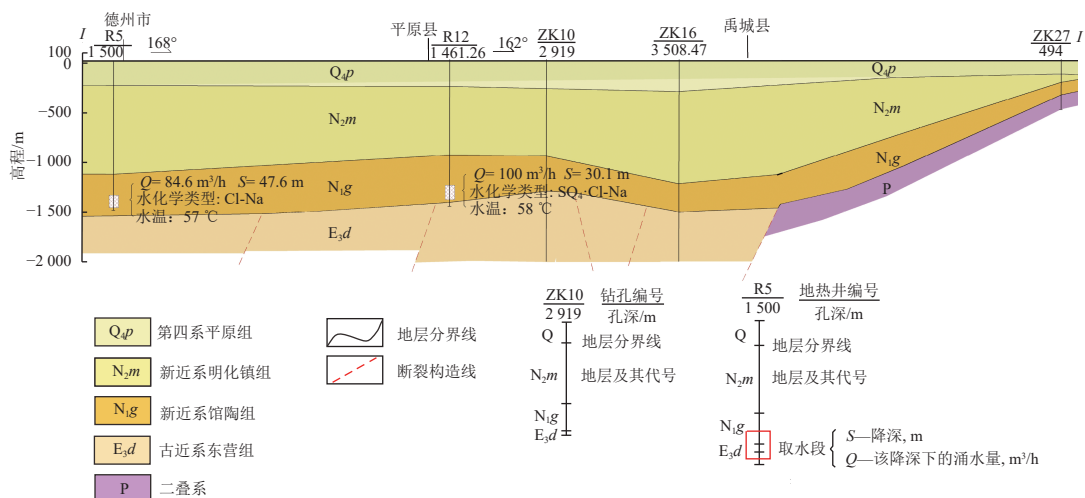 德州市
平原县
禹城县
I
R5
1 500
168°
R12
1 461.26
162°
ZK10
2 919
ZK16
3 508.47
ZK27
494
I
高程/m
100
0
−500
−1 000
−1 500
−2 000
Q₄p
Q₄p
N₂m
N₂m
N₁g
N₁g
E₃d
P
Q= 84.6 m³/h S= 47.6 m
水化学类型: Cl-Na
水温：57 ℃
Q= 100 m³/h S= 30.1 m
水化学类型: SO₄·Cl-Na
水温：58 ℃
Q₄p 第四系平原组
N₂m 新近系明化镇组
N₁g 新近系馆陶组
E₃d 古近系东营组
P 二叠系
地层分界线
断裂构造线
ZK10 钻孔编号
2 919 孔深/m
Q 地层分界线
N₂m 地层及其代号
N₁g
E₃d
R5 地热井编号
1 500 孔深/m
Q 地层分界线
N₂m 地层及其代号
N₁g
E₃d
取水段
S—降深, m
Q—该降深下的涌水量, m³/h